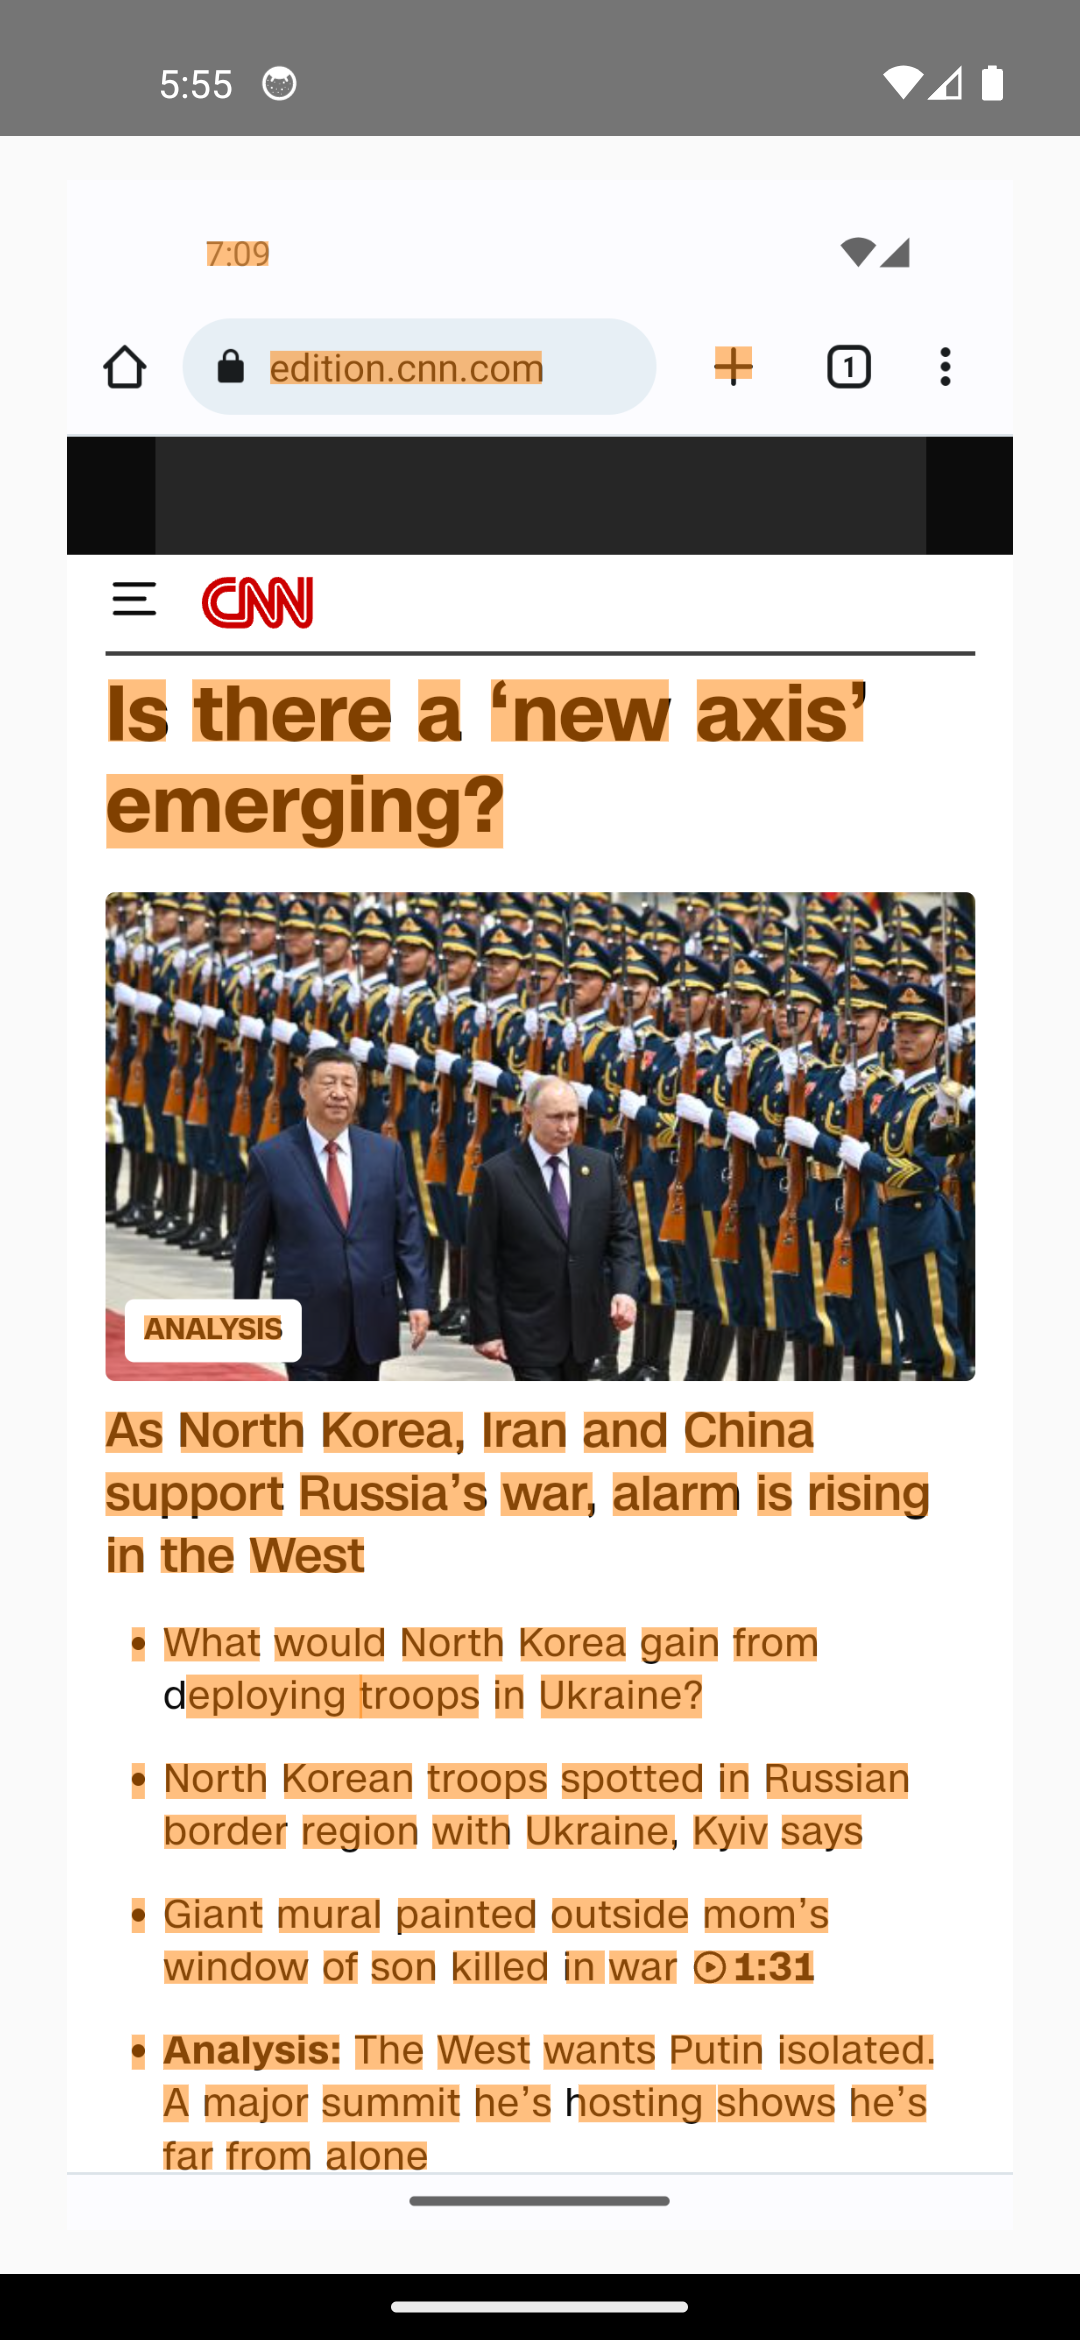 5:55
7:09
edition.cnn.com
1
CNN
Is there a ‘new axis’
emerging?
ANALYSIS
As North Korea, Iran and China
support Russia’s war, alarm is rising
in the West
• What would North Korea gain from
deploying troops in Ukraine?
• North Korean troops spotted in Russian
border region with Ukraine, Kyiv says
• Giant mural painted outside mom’s
window of son killed in war 1:31
• Analysis: The West wants Putin isolated.
A major summit he’s hosting shows he’s
far from alone